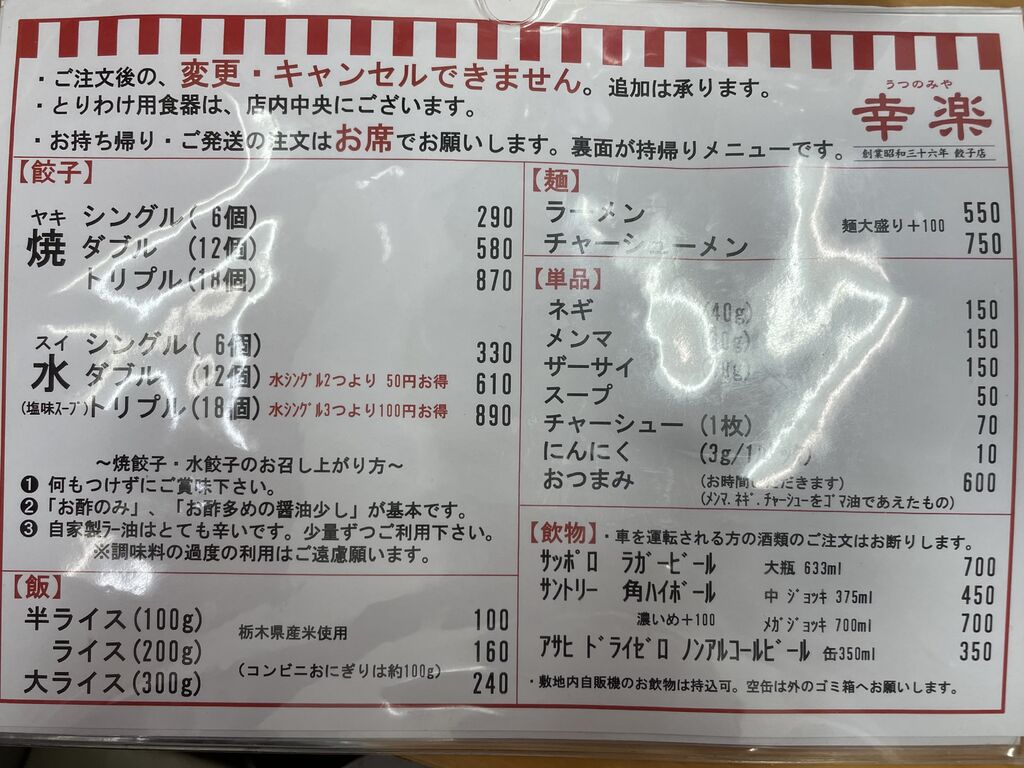 ・ご注文後の、変更・キャンセルできません。追加は承ります。
・とりわけ用食器は、店内中央にございます。
・お持ち帰り・ご発送の注文はお席でお願いします。裏面が持帰りメニューです。
うつのみや
幸楽
創業昭和三十六年 餃子店
【餃子】
ヤキ
焼
シングル( 6個) 290
ダブル (12個) 580
トリプル(18個) 870
スイ
水
(塩味スープ)
シングル( 6個) 330
ダブル (12個) 水シングル2つより 50円お得 610
トリプル(18個) 水シングル3つより100円お得 890
～焼餃子・水餃子のお召し上がり方～
❶ 何もつけずにご賞味下さい。
❷「お酢のみ」、「お酢多めの醤油少し」が基本です。
❸ 自家製ラー油はとても辛いです。少量ずつご利用下さい。
※調味料の過度の利用はご遠慮願います。
【飯】
半ライス(100g) 100
ライス(200g) 160
大ライス(300g) 240
栃木県産米使用
(コンビニおにぎりは約100g)
【麺】
ラーメン 550
麺大盛り+100
チャーシューメン 750
【単品】
ネギ (40g) 150
メンマ 150
ザーサイ 150
スープ 50
チャーシュー (1枚) 70
にんにく 10
おつまみ 600
(メンマ、ネギ、チャーシューをゴマ油であえたもの)
【飲物】・車を運転される方の酒類のご注文はお断りします。
サッポロ ラガービール 大瓶 633ml 700
サントリー 角ハイボール 中 ジョッキ 375ml 450
濃いめ+100 メガジョッキ 700ml 700
アサヒ ドライゼロ ノンアルコールビール 缶350ml 350
・敷地内自販機のお飲物は持込可。空缶は外のゴミ箱へお願いします。